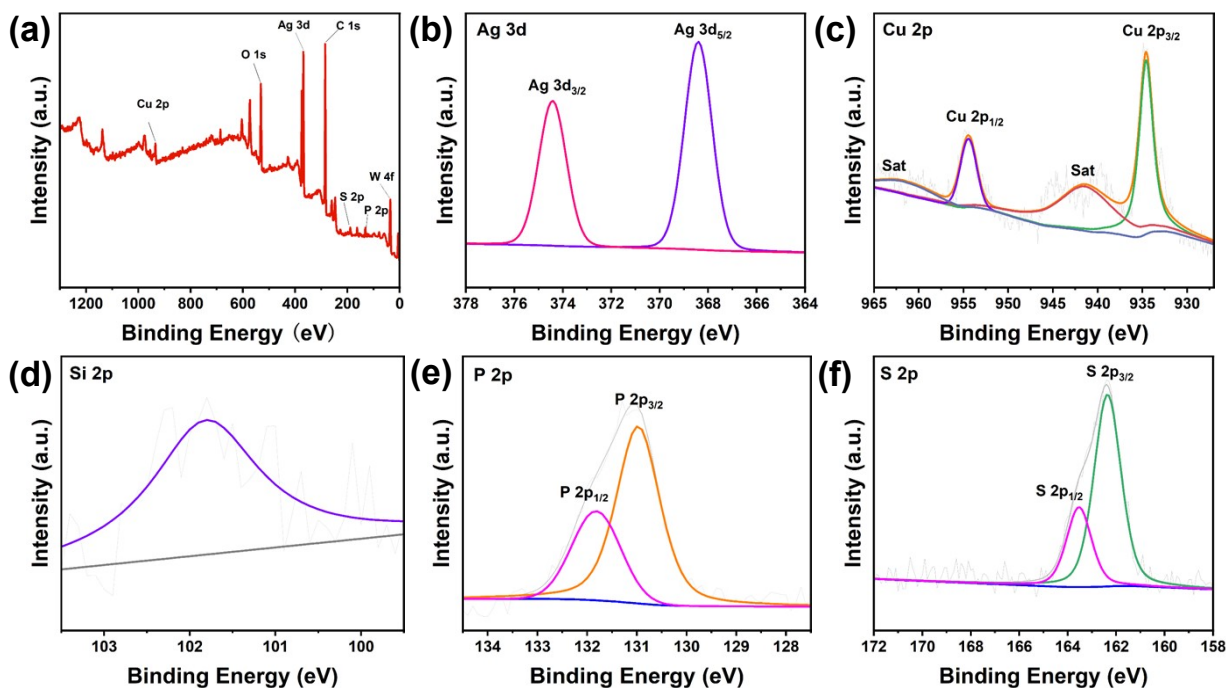 (a)
Cu 2p
O 1s
Ag 3d
C 1s
S 2p
P 2p
W 4f
Intensity (a.u.)
1200 1000 800 600 400 200 0
Binding Energy (eV)
(b)
Ag 3d
Ag 3d3/2
Ag 3d5/2
Intensity (a.u.)
378 376 374 372 370 368 366 364
Binding Energy (eV)
(c)
Cu 2p
Sat
Cu 2p1/2
Sat
Cu 2p3/2
Intensity (a.u.)
965 960 955 950 945 940 935 930
Binding Energy (eV)
(d)
Si 2p
Intensity (a.u.)
103 102 101 100
Binding Energy (eV)
(e)
P 2p
P 2p3/2
P 2p1/2
Intensity (a.u.)
134 133 132 131 130 129 128
Binding Energy (eV)
(f)
S 2p
S 2p3/2
S 2p1/2
Intensity (a.u.)
172 170 168 166 164 162 160 158
Binding Energy (eV)